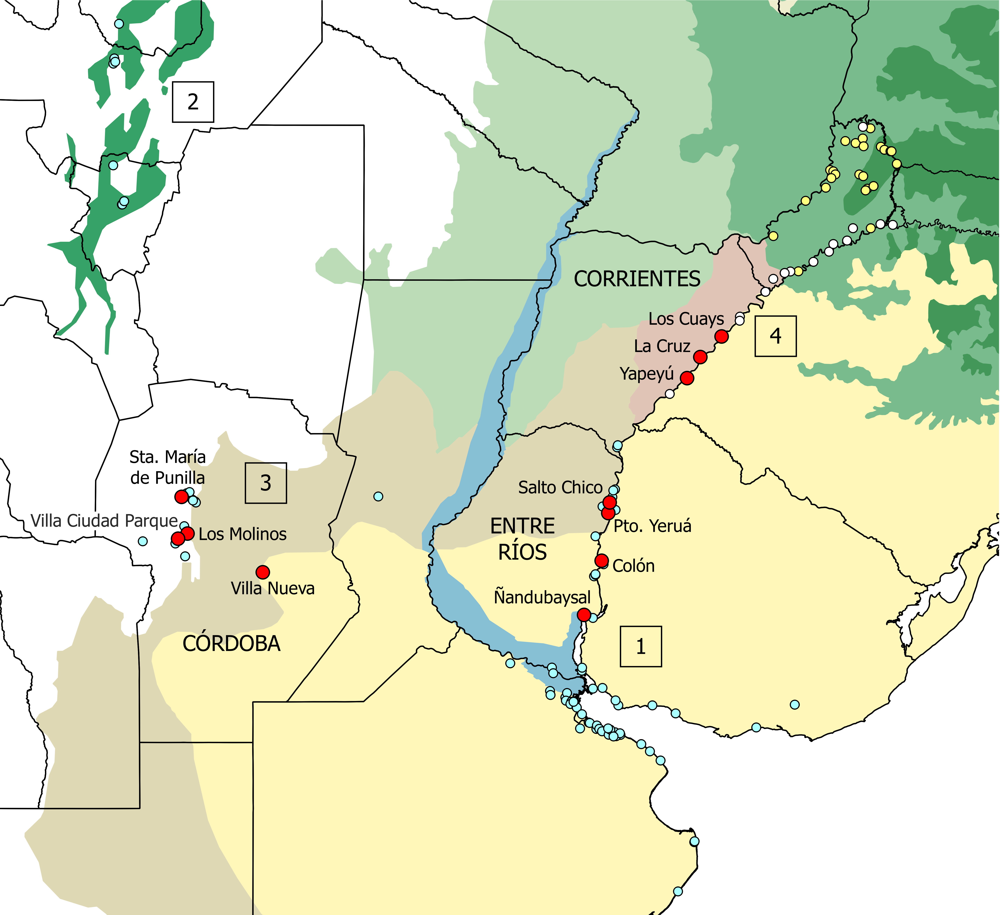 2
CORRIENTES
Los Cuays
4
La Cruz
Yapeyú
Sta. María
de Punilla
3
Salto Chico
Villa Ciudad Parque
Los Molinos
ENTRE
RÍOS
Pto. Yeruá
Colón
Villa Nueva
Ñandubaysal
CÓRDOBA
1